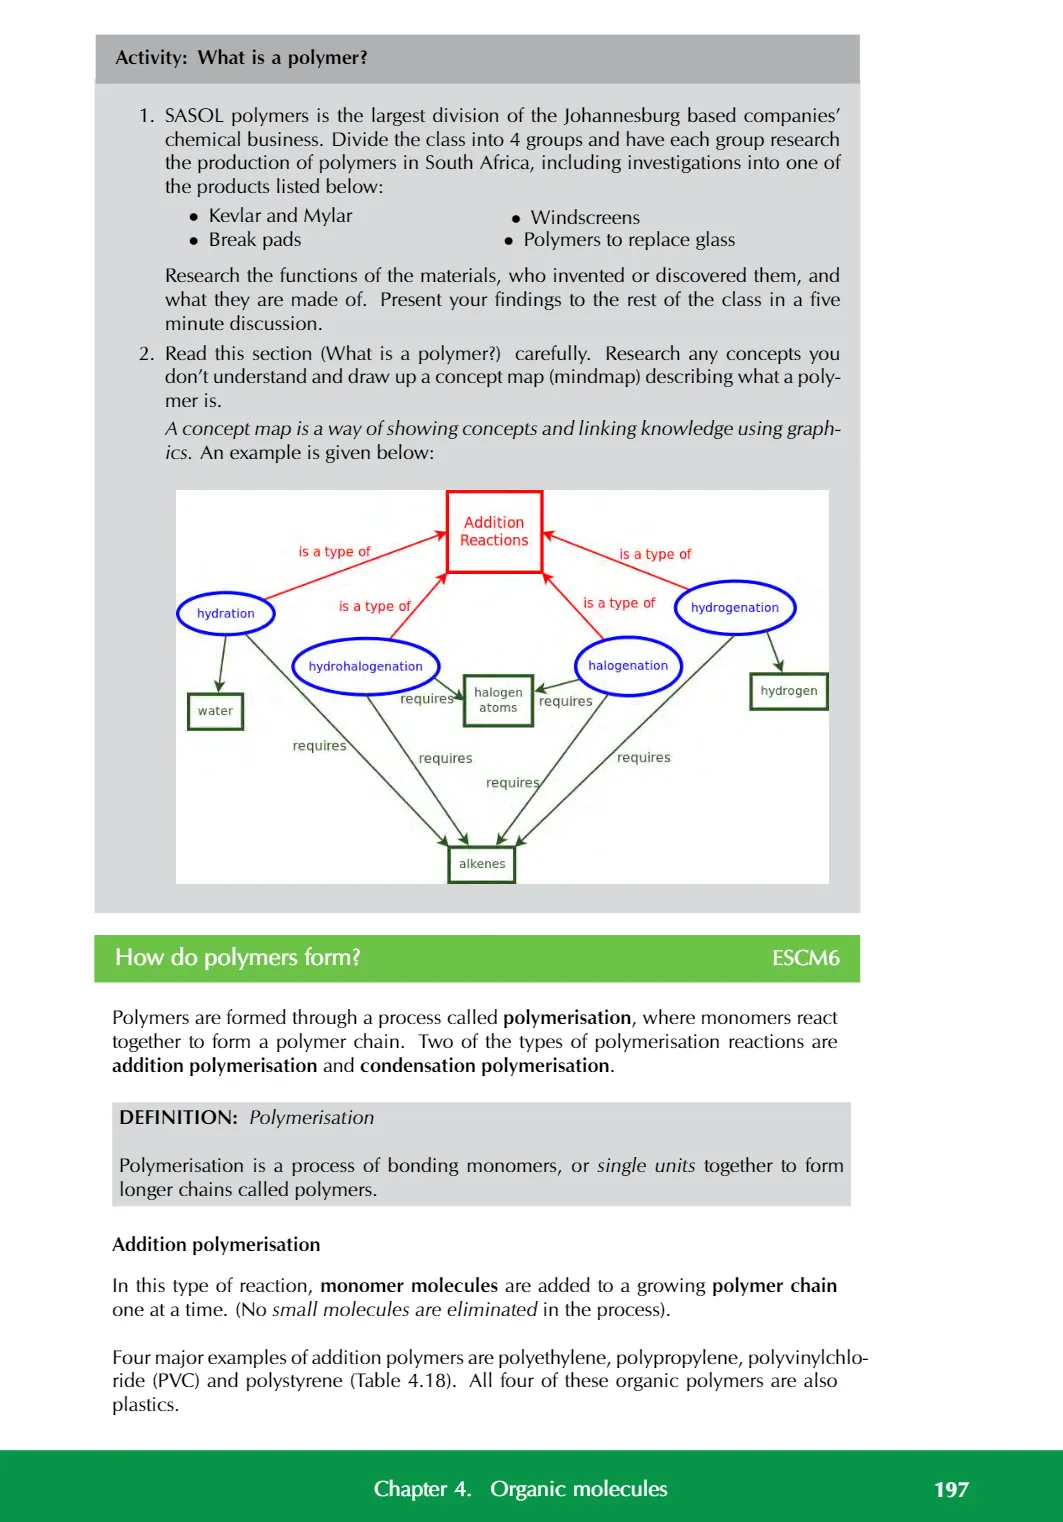 Activity: What is a polymer?
1. SASOL polymers is the largest division of the Johannesburg based companies'
chemical business. Divide the class into 4 groups and have each group research
the production of polymers in South Africa, including investigations into one of
the products listed below:
• Kevlar and Mylar
• Windscreens
• Break pads
• Polymers to replace glass
Research the functions of the materials, who invented or discovered them, and
what they are made of. Present your findings to the rest of the class in a five
minute discussion.
2. Read this section (What is a polymer?) carefully. Research any concepts you
don't understand and draw up a concept map (mindmap) describing what a poly-
mer is.
A concept map is a way of showing concepts and linking knowledge using graph-
ics. An example is given below:
Addition
Reactions
is a type of
is a type of
is a type of
is a type of
hydration
hydrogenation
hydrohalogenation
halogenation
water
requires
halogen
atoms
requires
hydrogen
requires
requires
requires
requires
alkenes
How do polymers form?
ESCM6
Polymers are formed through a process called polymerisation, where monomers react
together to form a polymer chain. Two of the types of polymerisation reactions are
addition polymerisation and condensation polymerisation.
DEFINITION: Polymerisation
Polymerisation is a process of bonding monomers, or single units together to form
longer chains called polymers.
Addition polymerisation
In this type of reaction, monomer molecules are added to a growing polymer chain
one at a time. (No small molecules are eliminated in the process).
Four major examples of addition polymers are polyethylene, polypropylene, polyvinylchlo-
ride (PVC) and polystyrene (Table 4.18). All four of these organic polymers are also
plastics.
Chapter 4. Organic molecules
197